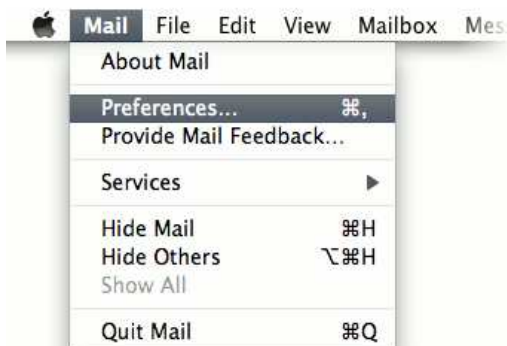 Mail File Edit View Mailbox Mes
About Mail
Preferences... ⌘,
Provide Mail Feedback...
Services ▶
Hide Mail ⌘H
Hide Others ⌥⌘H
Show All
Quit Mail ⌘Q